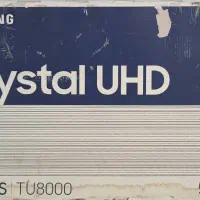 NG
ystal UHD
S | TU8000